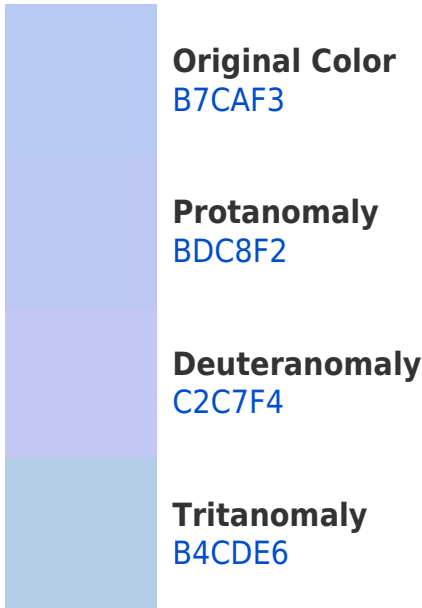 Original Color
B7CAF3
Protanomaly
BDC8F2
Deuteranomaly
C2C7F4
Tritanomaly
B4CDE6